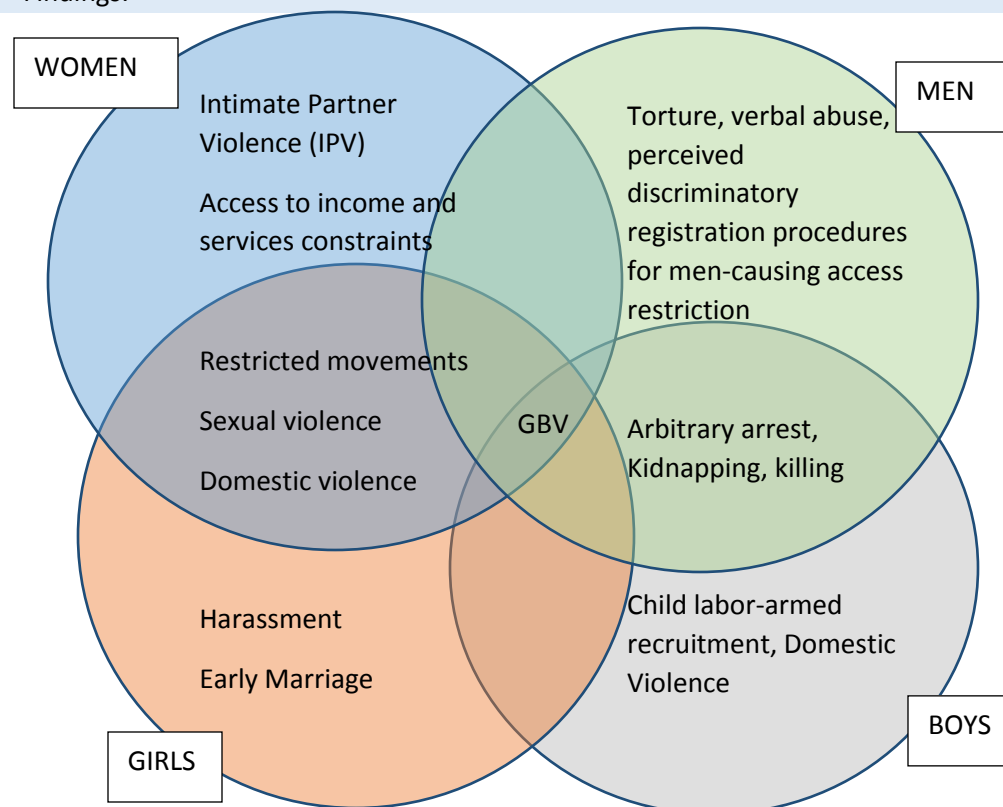 WOMEN
Intimate Partner
Violence (IPV)
Access to income and
services constraints
MEN
Torture, verbal abuse,
perceived
discriminatory
registration procedures
for men-causing access
restriction
Restricted movements
Sexual violence
Domestic violence
GBV
Arbitrary arrest,
Kidnapping, killing
Harassment
Early Marriage
GIRLS
Child labor-armed
recruitment, Domestic
Violence
BOYS